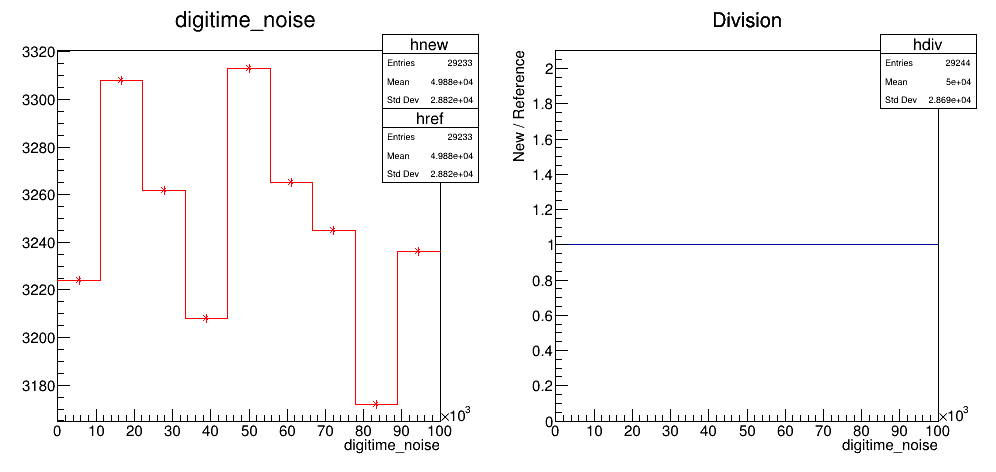 digitime_noise
hnew
Entries 29233
Mean 4.988e+04
Std Dev 2.882e+04
href
Entries 29233
Mean 4.988e+04
Std Dev 2.882e+04
3320
3300
3280
3260
3240
3220
3200
3180
0 10 20 30 40 50 60 70 80 90 100
×10³
digitime_noise
Division
hdiv
Entries 29244
Mean 5e+04
Std Dev 2.869e+04
New / Reference
2
1.8
1.6
1.4
1.2
1
0.8
0.6
0.4
0.2
0
0 10 20 30 40 50 60 70 80 90 100
×10³
digitime_noise